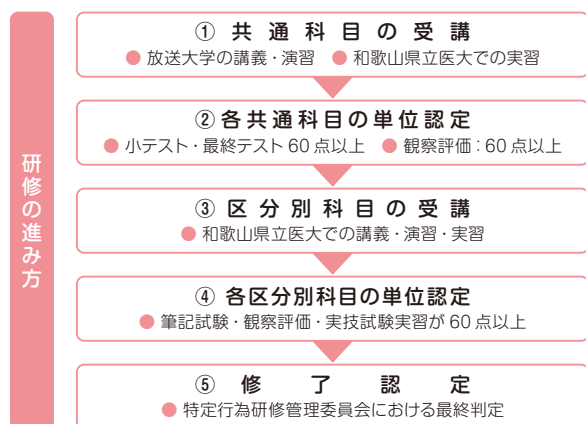 研修の進み方
① 共通科目の受講
● 放送大学の講義・演習 ● 和歌山県立医大での実習
② 各共通科目の単位認定
● 小テスト・最終テスト 60 点以上 ● 観察評価：60 点以上
③ 区分別科目の受講
● 和歌山県立医大での講義・演習・実習
④ 各区分別科目の単位認定
● 筆記試験・観察評価・実技試験実習が 60 点以上
⑤ 修了認定
● 特定行為研修管理委員会における最終判定